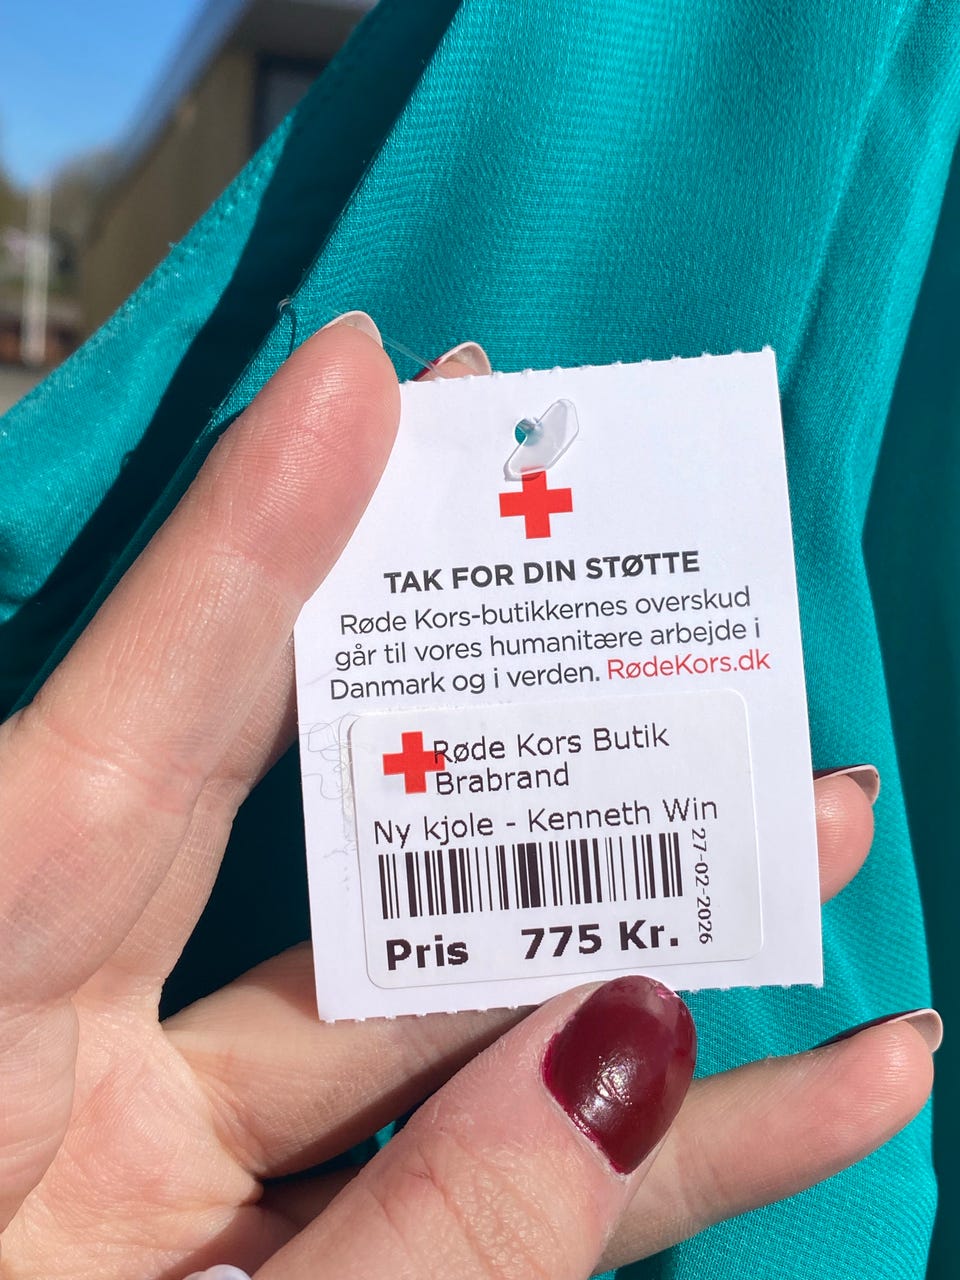 TAK FOR DIN STØTTE
Røde Kors-butikkernes overskud
går til vores humanitære arbejde i
Danmark og i verden. RødeKors.dk
Røde Kors Butik
Brabrand
Ny kjole - Kenneth Win
27-02-2026
Pris 775 Kr.